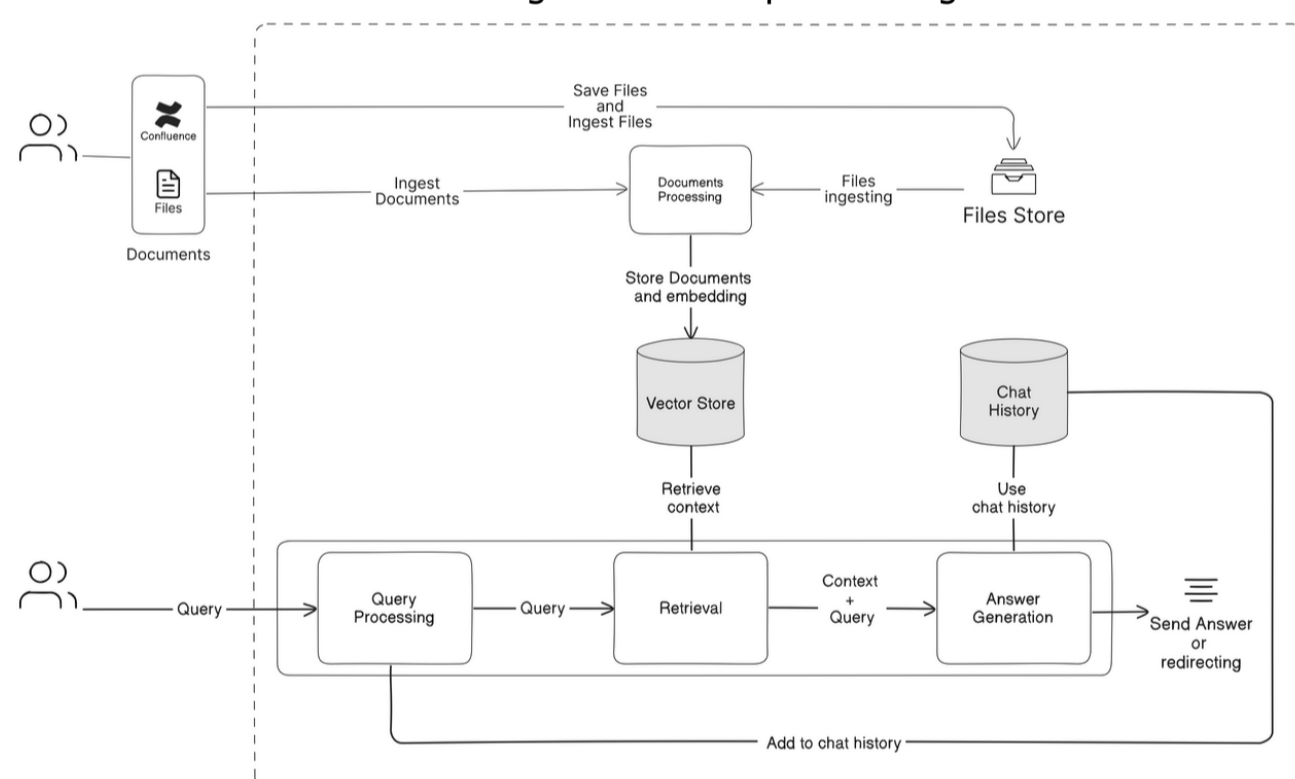 Save Files
and
Ingest Files
Confluence
Files
Documents
Ingest
Documents
Documents
Processing
Files
ingesting
Files Store
Store Documents
and embedding
Vector Store
Chat
History
Retrieve
context
Use
chat history
Query
Query
Processing
Query
Retrieval
Context
+
Query
Answer
Generation
Send Answer
or
redirecting
Add to chat history